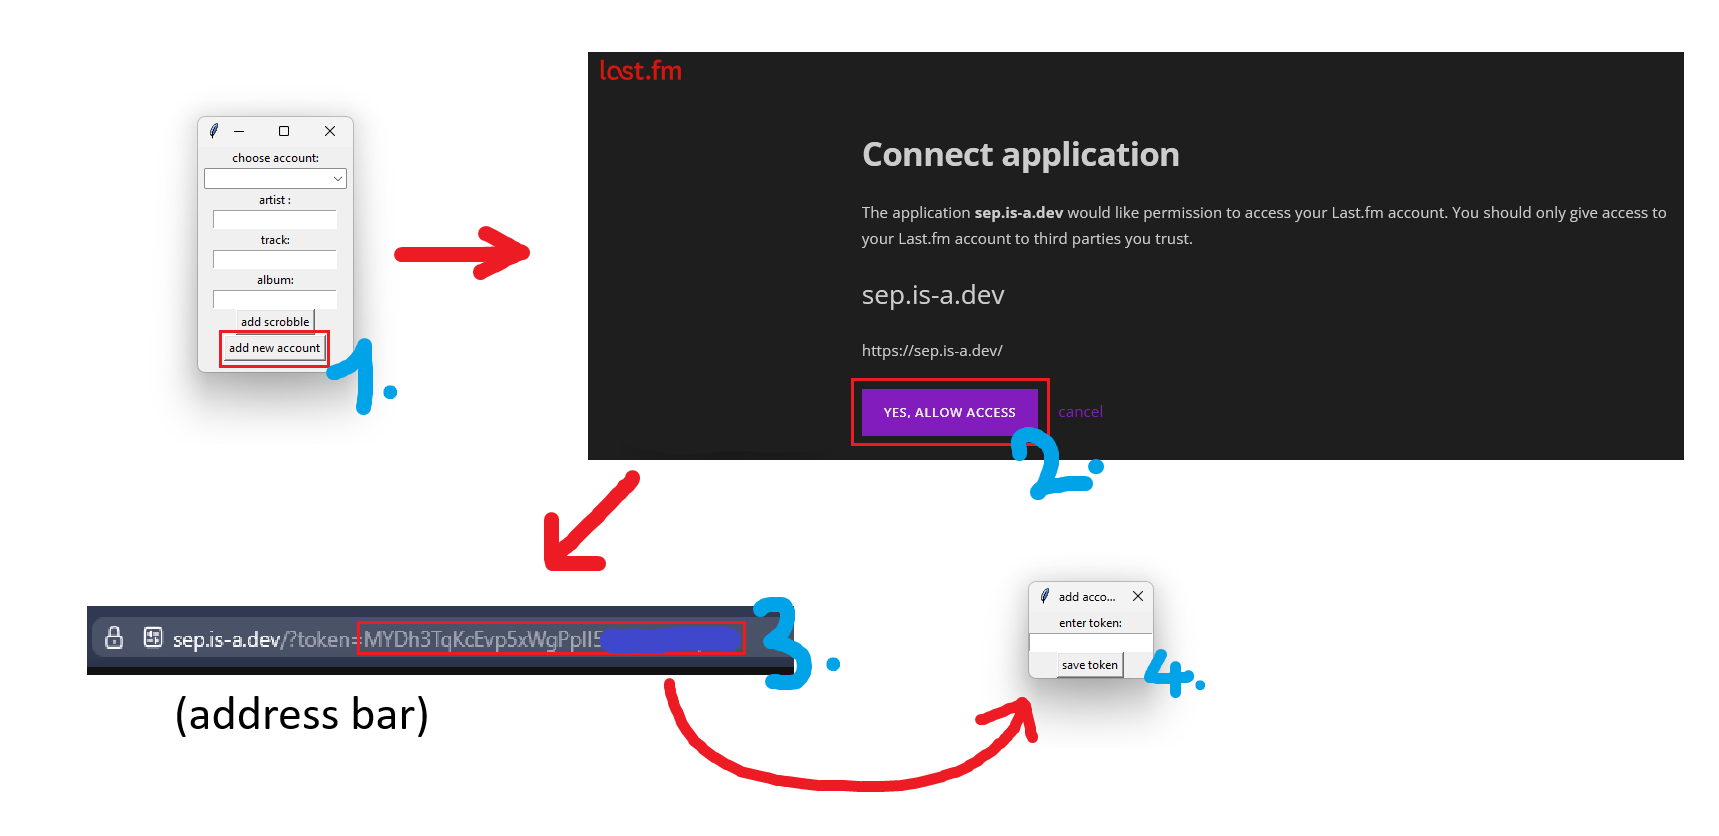 choose account:
artist :
track:
album:
add scrobble
add new account
1.
last.fm
Connect application
The application sep.is-a.dev would like permission to access your Last.fm account. You should only give access to
your Last.fm account to third parties you trust.
sep.is-a.dev
https://sep.is-a.dev/
YES, ALLOW ACCESS cancel
2.
sep.is-a.dev/?token=MYDh3TqKcEvp5xWgPplI5
3.
(address bar)
add acco...
enter token:
save token
4.